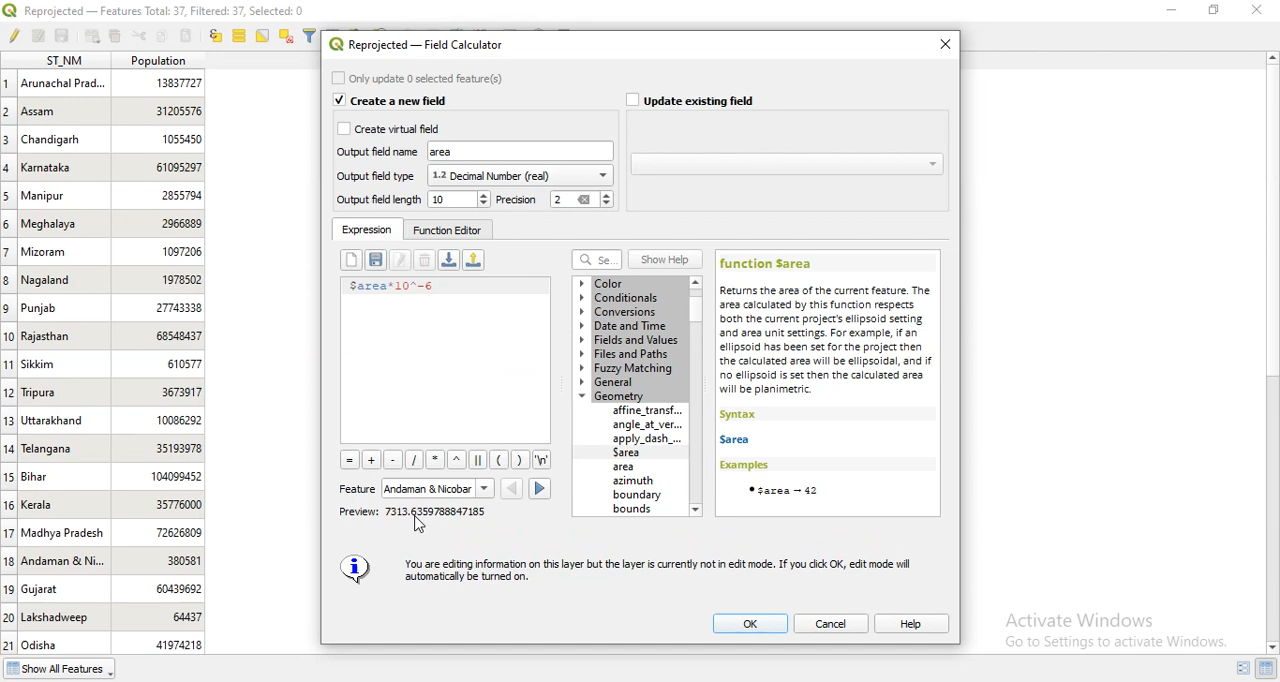 Reprojected — Features Total: 37, Filtered: 37, Selected: 0
ST_NM Population
1 Arunachal Prad... 13837727
2 Assam 31205576
3 Chandigarh 1055450
4 Karnataka 61095297
5 Manipur 2855794
6 Meghalaya 2966889
7 Mizoram 1097206
8 Nagaland 1978502
9 Punjab 27743338
10 Rajasthan 68548437
11 Sikkim 610577
12 Tripura 3673917
13 Uttarakhand 10086292
14 Telangana 35193978
15 Bihar 104099452
16 Kerala 35776000
17 Madhya Pradesh 72626809
18 Andaman & Ni... 380581
19 Gujarat 60439692
20 Lakshadweep 64437
21 Odisha 41974218
Show All Features
Reprojected — Field Calculator
Only update 0 selected feature(s)
Create a new field
Update existing field
Create virtual field
Output field name area
Output field type 1.2 Decimal Number (real)
Output field length 10 Precision 2
Expression Function Editor
$area*10^-6
= + - / * ^ || ( ) '\n'
Feature Andaman & Nicobar
Preview: 7313.6359788847185
Se... Show Help
Color
Conditionals
Conversions
Date and Time
Fields and Values
Files and Paths
Fuzzy Matching
General
Geometry
affine_transf...
angle_at_ver...
apply_dash_...
$area
area
azimuth
boundary
bounds
function $area
Returns the area of the current feature. The
area calculated by this function respects
both the current project's ellipsoid setting
and area unit settings. For example, if an
ellipsoid has been set for the project then
the calculated area will be ellipsoidal, and if
no ellipsoid is set then the calculated area
will be planimetric.
Syntax
$area
Examples
• $area → 42
You are editing information on this layer but the layer is currently not in edit mode. If you click OK, edit mode will
automatically be turned on.
OK Cancel Help
Activate Windows
Go to Settings to activate Windows.